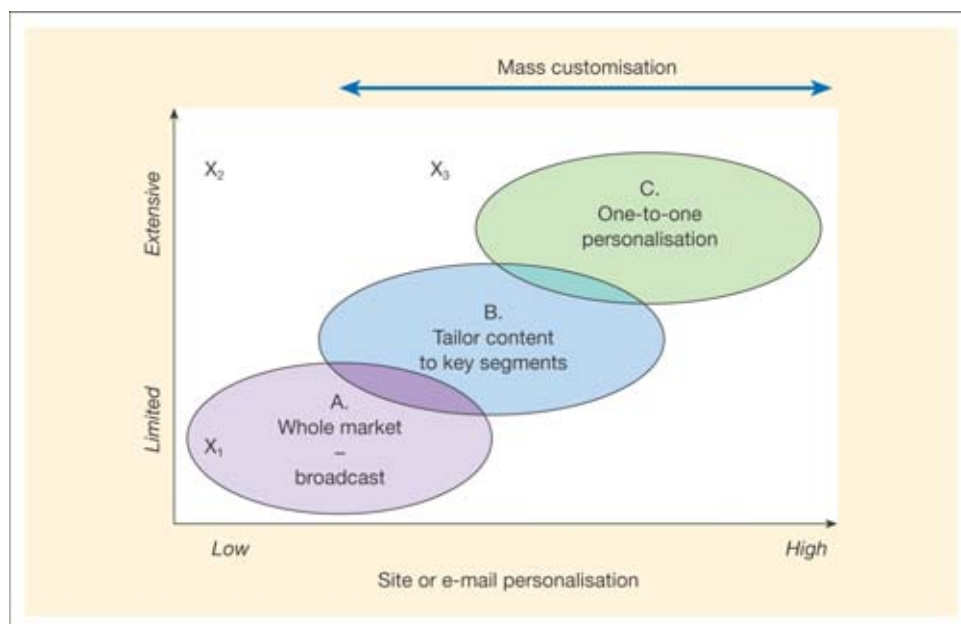 Mass customisation
X₂
X₃
Extensive
C.
One-to-one
personalisation
B.
Tailor content
to key segments
Limited
A.
Whole market
–
broadcast
X₁
Low
High
Site or e-mail personalisation